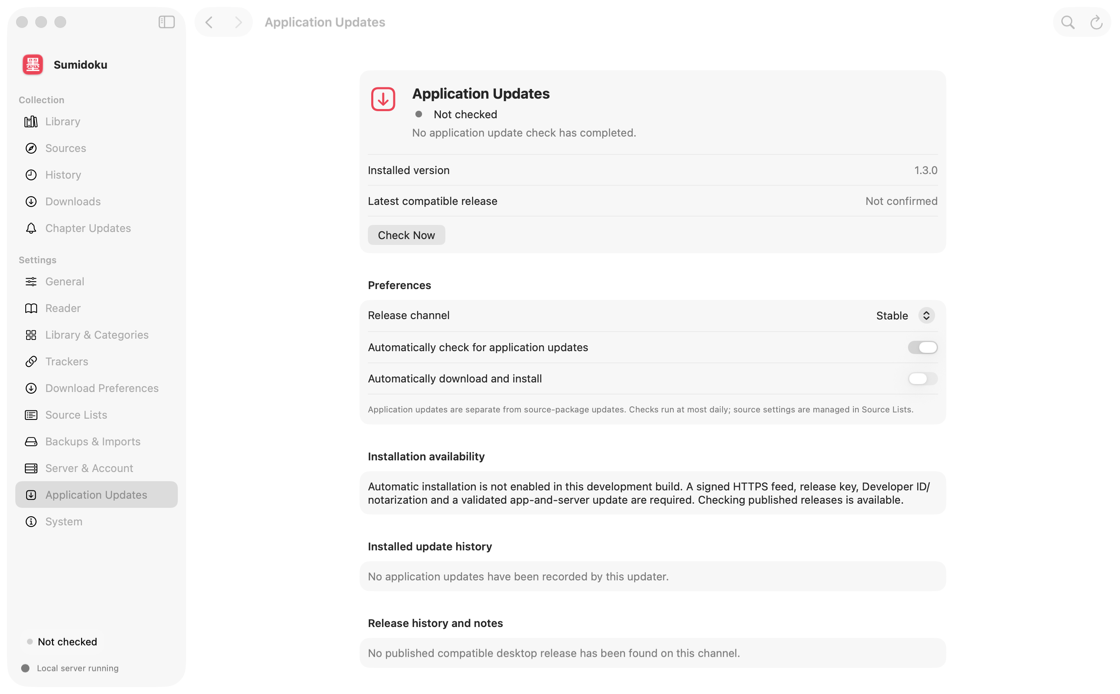 Application Updates
墨
Sumidoku
Collection
Library
Sources
History
Downloads
Chapter Updates
Settings
General
Reader
Library & Categories
Trackers
Download Preferences
Source Lists
Backups & Imports
Server & Account
Application Updates
System
Not checked
Local server running
Application Updates
Not checked
No application update check has completed.
Installed version 1.3.0
Latest compatible release Not confirmed
Check Now
Preferences
Release channel Stable
Automatically check for application updates
Automatically download and install
Application updates are separate from source-package updates. Checks run at most daily; source settings are managed in Source Lists.
Installation availability
Automatic installation is not enabled in this development build. A signed HTTPS feed, release key, Developer ID/
notarization and a validated app-and-server update are required. Checking published releases is available.
Installed update history
No application updates have been recorded by this updater.
Release history and notes
No published compatible desktop release has been found on this channel.